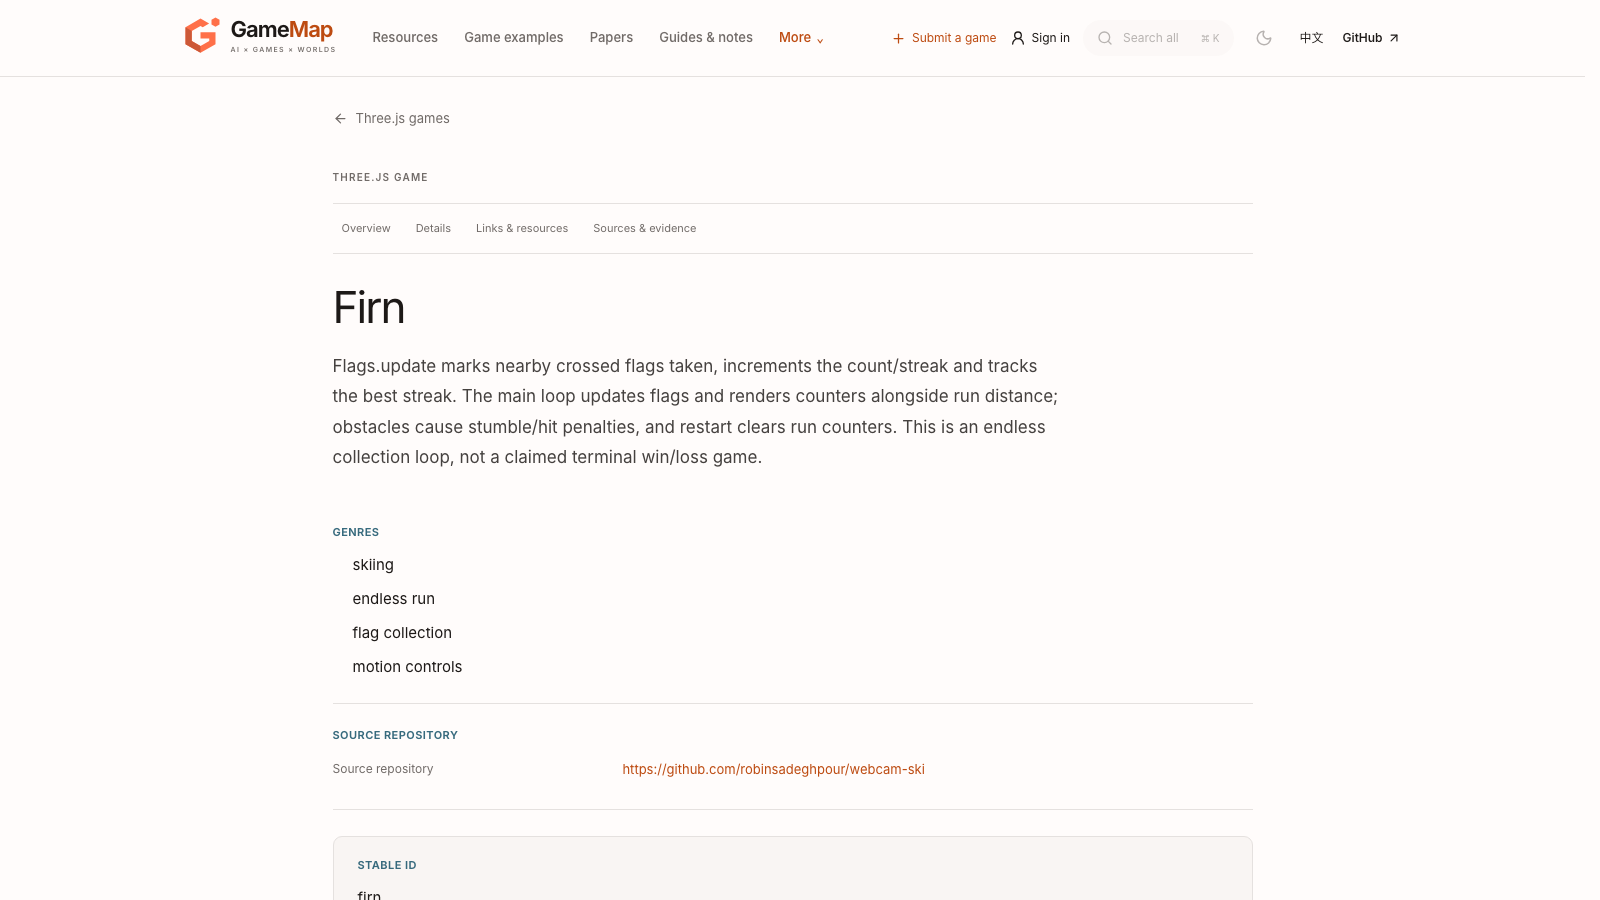 GameMap
AI × GAMES × WORLDS
Resources
Game examples
Papers
Guides & notes
More
Submit a game
Sign in
Search all
⌘ K
中文
GitHub
Three.js games
THREE.JS GAME
Overview
Details
Links & resources
Sources & evidence
Firn
Flags.update marks nearby crossed flags taken, increments the count/streak and tracks
the best streak. The main loop updates flags and renders counters alongside run distance;
obstacles cause stumble/hit penalties, and restart clears run counters. This is an endless
collection loop, not a claimed terminal win/loss game.
GENRES
skiing
endless run
flag collection
motion controls
SOURCE REPOSITORY
Source repository
https://github.com/robinsadeghpour/webcam-ski
STABLE ID
firn